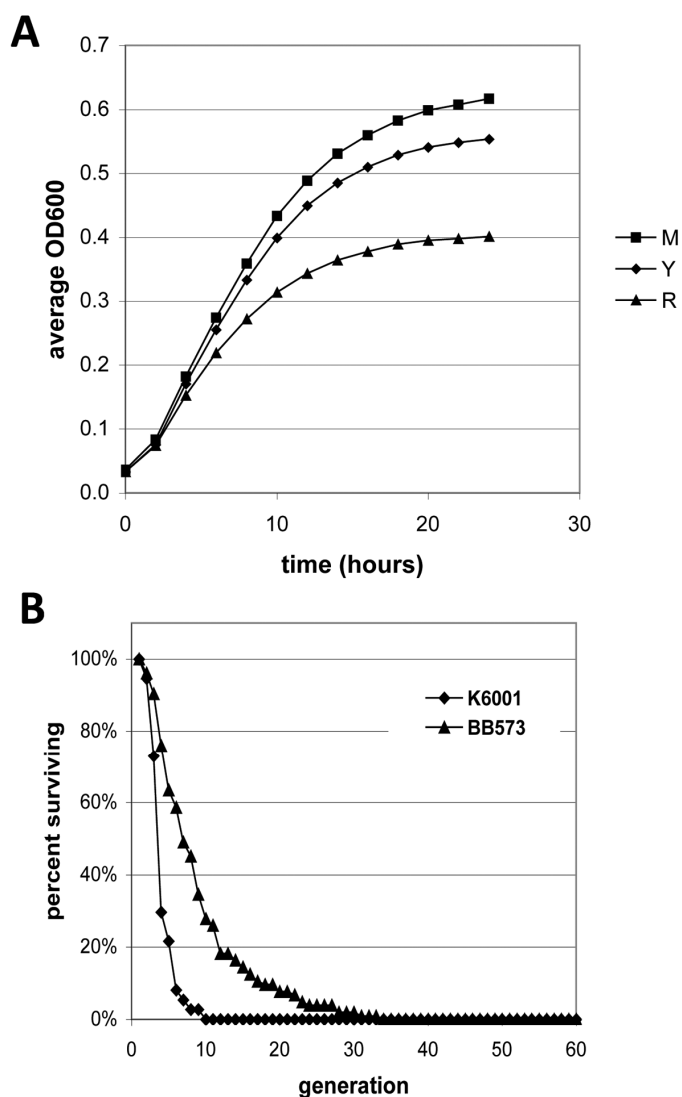 A
0.7
0.6
0.5
0.4
0.3
0.2
0.1
0.0
average OD600
M
Y
R
0 10 20 30
time (hours)
B
100%
80%
60%
40%
20%
0%
percent surviving
K6001
BB573
0 10 20 30 40 50 60
generation